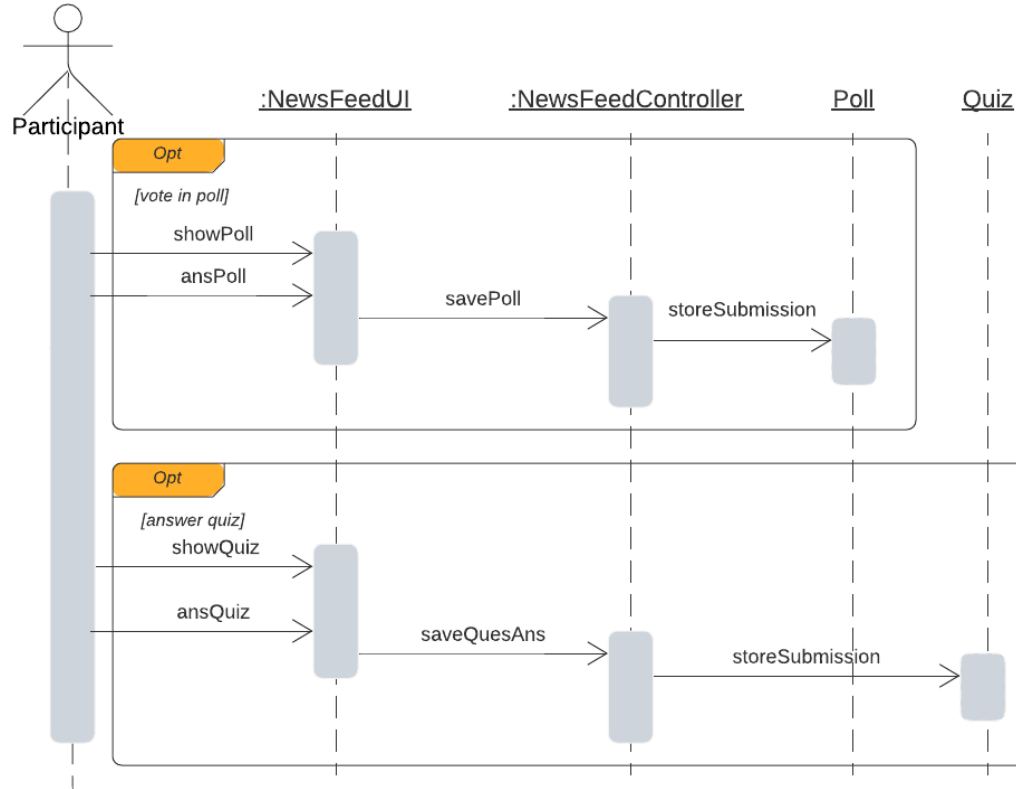 :NewsFeedUI
:NewsFeedController
Poll
Quiz
Participant
Opt
[vote in poll]
showPoll
ansPoll
savePoll
storeSubmission
Opt
[answer quiz]
showQuiz
ansQuiz
saveQuesAns
storeSubmission